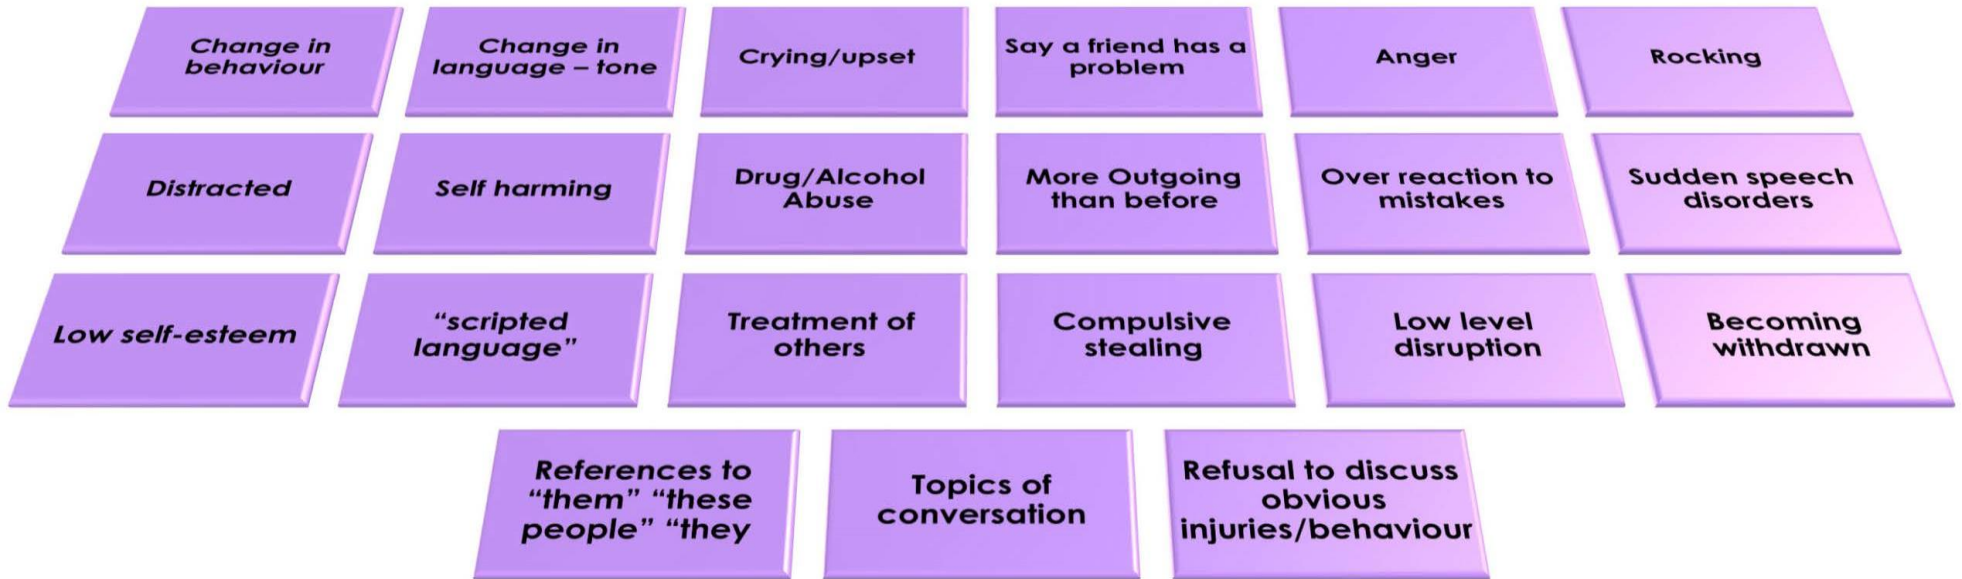 Change in
behaviour
Change in
language – tone
Crying/upset
Say a friend has a
problem
Anger
Rocking
Distracted
Self harming
Drug/Alcohol
Abuse
More Outgoing
than before
Over reaction to
mistakes
Sudden speech
disorders
Low self-esteem
“scripted
language”
Treatment of
others
Compulsive
stealing
Low level
disruption
Becoming
withdrawn
References to
“them” “these
people” “they
Topics of
conversation
Refusal to discuss
obvious
injuries/behaviour